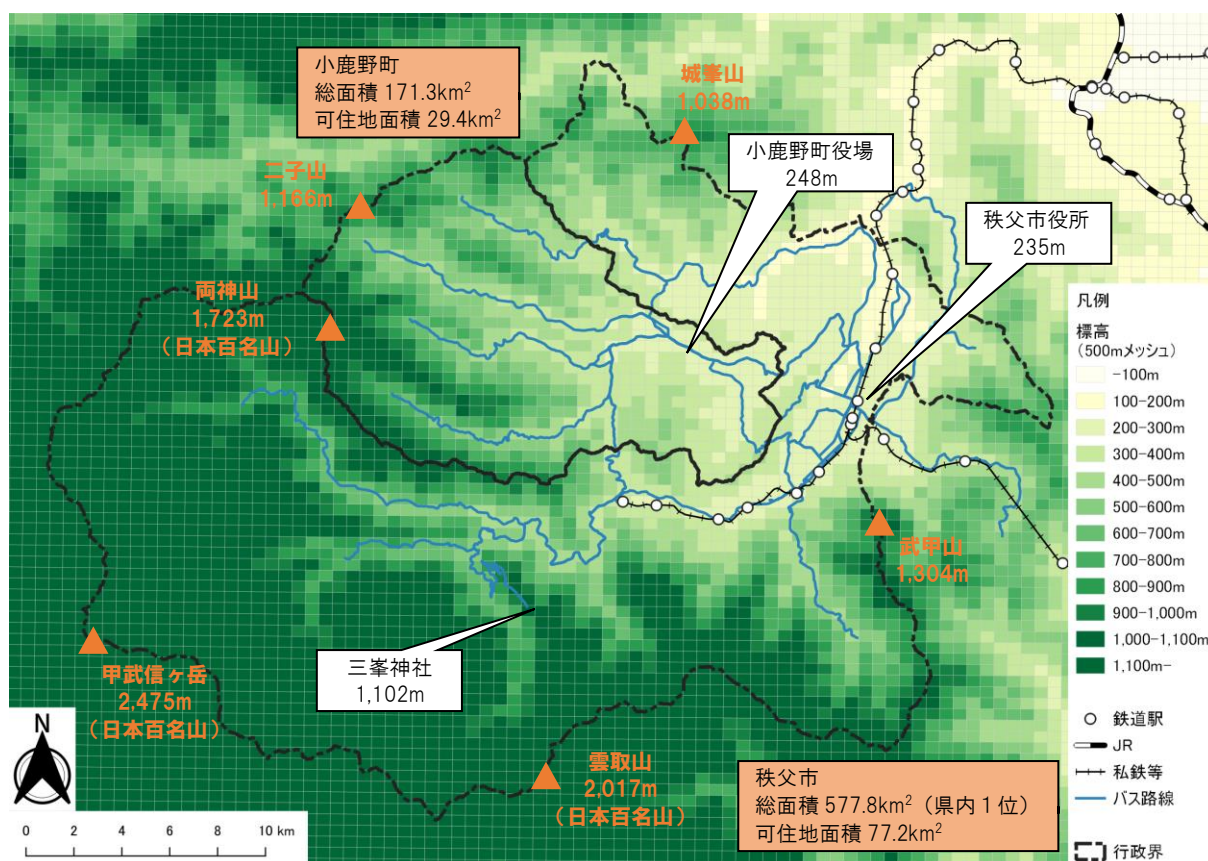 小鹿野町
総面積 171.3km²
可住地面積 29.4km²
城峯山
1,038m
小鹿野町役場
248m
二子山
1,166m
秩父市役所
235m
両神山
1,723m
（日本百名山）
武甲山
1,304m
三峯神社
1,102m
甲武信ヶ岳
2,475m
（日本百名山）
雲取山
2,017m
（日本百名山）
秩父市
総面積 577.8km²（県内１位）
可住地面積 77.2km²
N
0 2 4 6 8 10 km
凡例
標高
（500mメッシュ）
-100m
100-200m
200-300m
300-400m
400-500m
500-600m
600-700m
700-800m
800-900m
900-1,000m
1,000-1,100m
1,100m-
鉄道駅
JR
私鉄等
バス路線
行政界